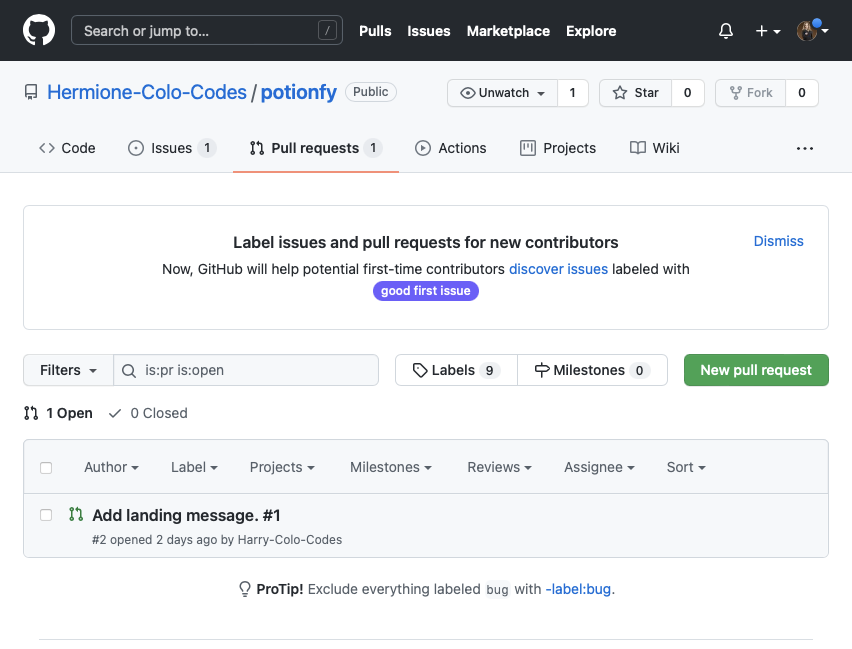 Search or jump to... /
Pulls Issues Marketplace Explore
Hermione-Colo-Codes / potionfy Public
Unwatch 1 Star 0 Fork 0
Code Issues 1 Pull requests 1 Actions Projects Wiki ...
Label issues and pull requests for new contributors
Dismiss
Now, GitHub will help potential first-time contributors discover issues labeled with
good first issue
Filters is:pr is:open Labels 9 Milestones 0 New pull request
1 Open 0 Closed
Author Label Projects Milestones Reviews Assignee Sort
Add landing message. #1
#2 opened 2 days ago by Harry-Colo-Codes
ProTip! Exclude everything labeled bug with -label:bug.